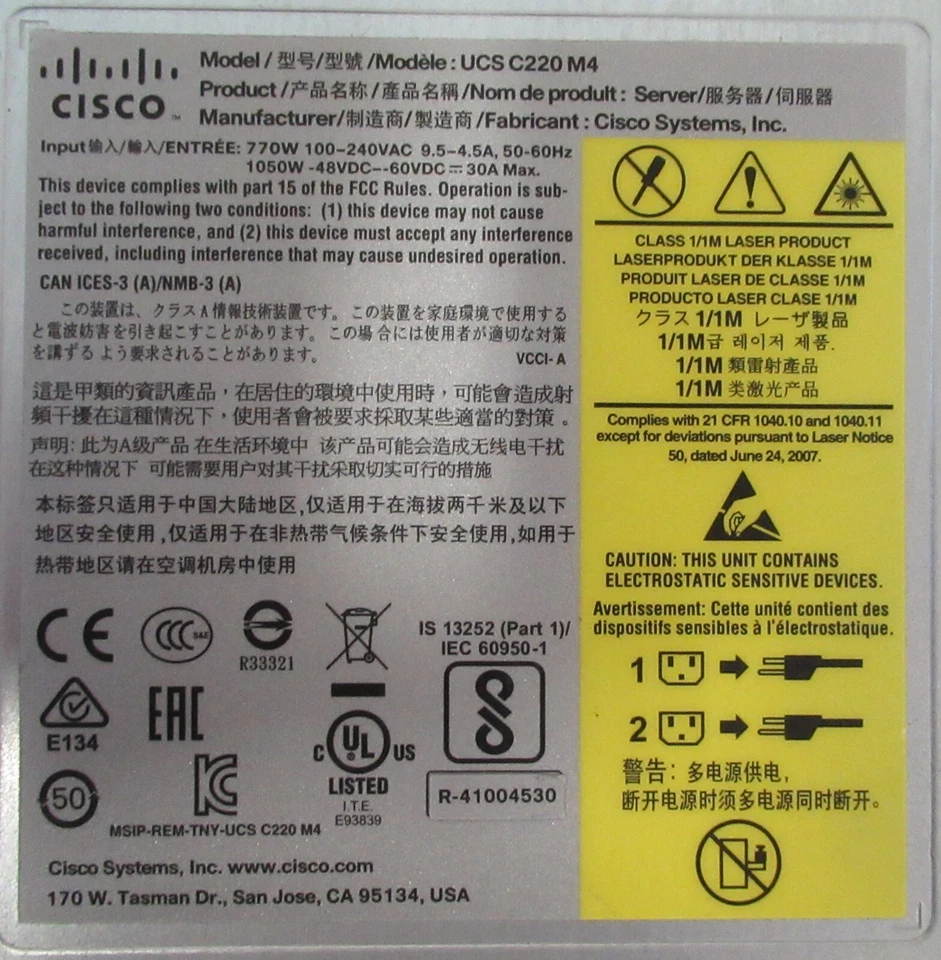 CISCO™
Model / 型号/型號 /Modèle : UCS C220 M4
Product /产品名称 /產品名稱 /Nom de produit : Server/服务器/伺服器
Manufacturer/制造商/製造商 /Fabricant : Cisco Systems, Inc.
Input 输入/輸入/ENTRÉE: 770W 100–240VAC 9.5–4.5A, 50-60Hz
1050W -48VDC--60VDC ⎓ 30A Max.
This device complies with part 15 of the FCC Rules. Operation is sub-
ject to the following two conditions: (1) this device may not cause
harmful interference, and (2) this device must accept any interference
received, including interference that may cause undesired operation.
CAN ICES-3 (A)/NMB-3 (A)
この装置は、クラスA情報技術装置です。この装置を家庭環境で使用する
と電波妨害を引き起こすことがあります。この場合には使用者が適切な対策
を講ずるよう要求されることがあります。
VCCI-A
這是甲類的資訊產品，在居住的環境中使用時，可能會造成射
頻干擾在這種情況下，使用者會被要求採取某些適當的對策。
声明: 此为A级产品 在生活环境中 该产品可能会造成无线电干扰
在这种情况下 可能需要用户对其干扰采取切实可行的措施
本标签只适用于中国大陆地区,仅适用于在海拔两千米及以下
地区安全使用,仅适用于在非热带气候条件下安全使用,如用于
热带地区请在空调机房中使用
CE
CCC S&E
R33321
IS 13252 (Part 1)/
IEC 60950-1
E134
EAC
C UL US
LISTED
I.T.E.
E93839
R-41004530
50
KC
MSIP-REM-TNY-UCS C220 M4
Cisco Systems, Inc. www.cisco.com
170 W. Tasman Dr., San Jose, CA 95134, USA
CLASS 1/1M LASER PRODUCT
LASERPRODUKT DER KLASSE 1/1M
PRODUIT LASER DE CLASSE 1/1M
PRODUCTO LASER CLASE 1/1M
クラス 1/1M レーザ製品
1/1M급 레이저 제품.
1/1M 類雷射產品
1/1M 类激光产品
Complies with 21 CFR 1040.10 and 1040.11
except for deviations pursuant to Laser Notice
50, dated June 24, 2007.
CAUTION: THIS UNIT CONTAINS
ELECTROSTATIC SENSITIVE DEVICES.
Avertissement: Cette unité contient des
dispositifs sensibles à l'électrostatique.
1
2
警告: 多电源供电,
断开电源时须多电源同时断开。